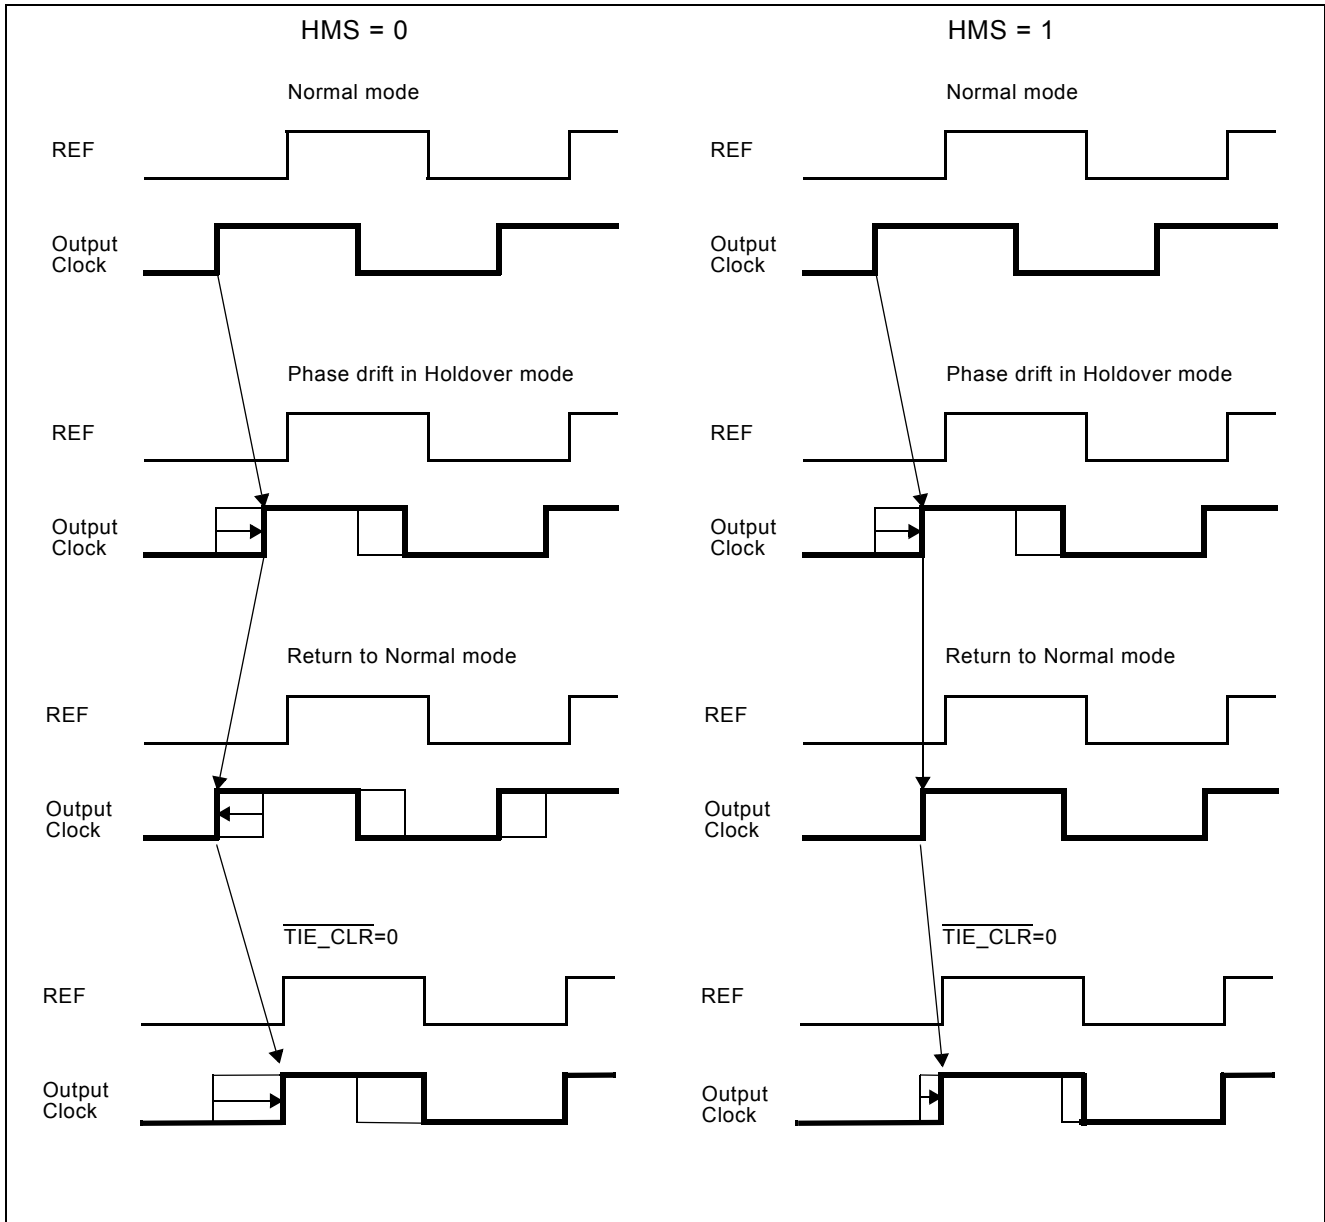 HMS = 0
Normal mode
REF
Output
Clock
Phase drift in Holdover mode
REF
Output
Clock
Return to Normal mode
REF
Output
Clock
TIE_CLR=0
REF
Output
Clock
HMS = 1
Normal mode
REF
Output
Clock
Phase drift in Holdover mode
REF
Output
Clock
Return to Normal mode
REF
Output
Clock
TIE_CLR=0
REF
Output
Clock